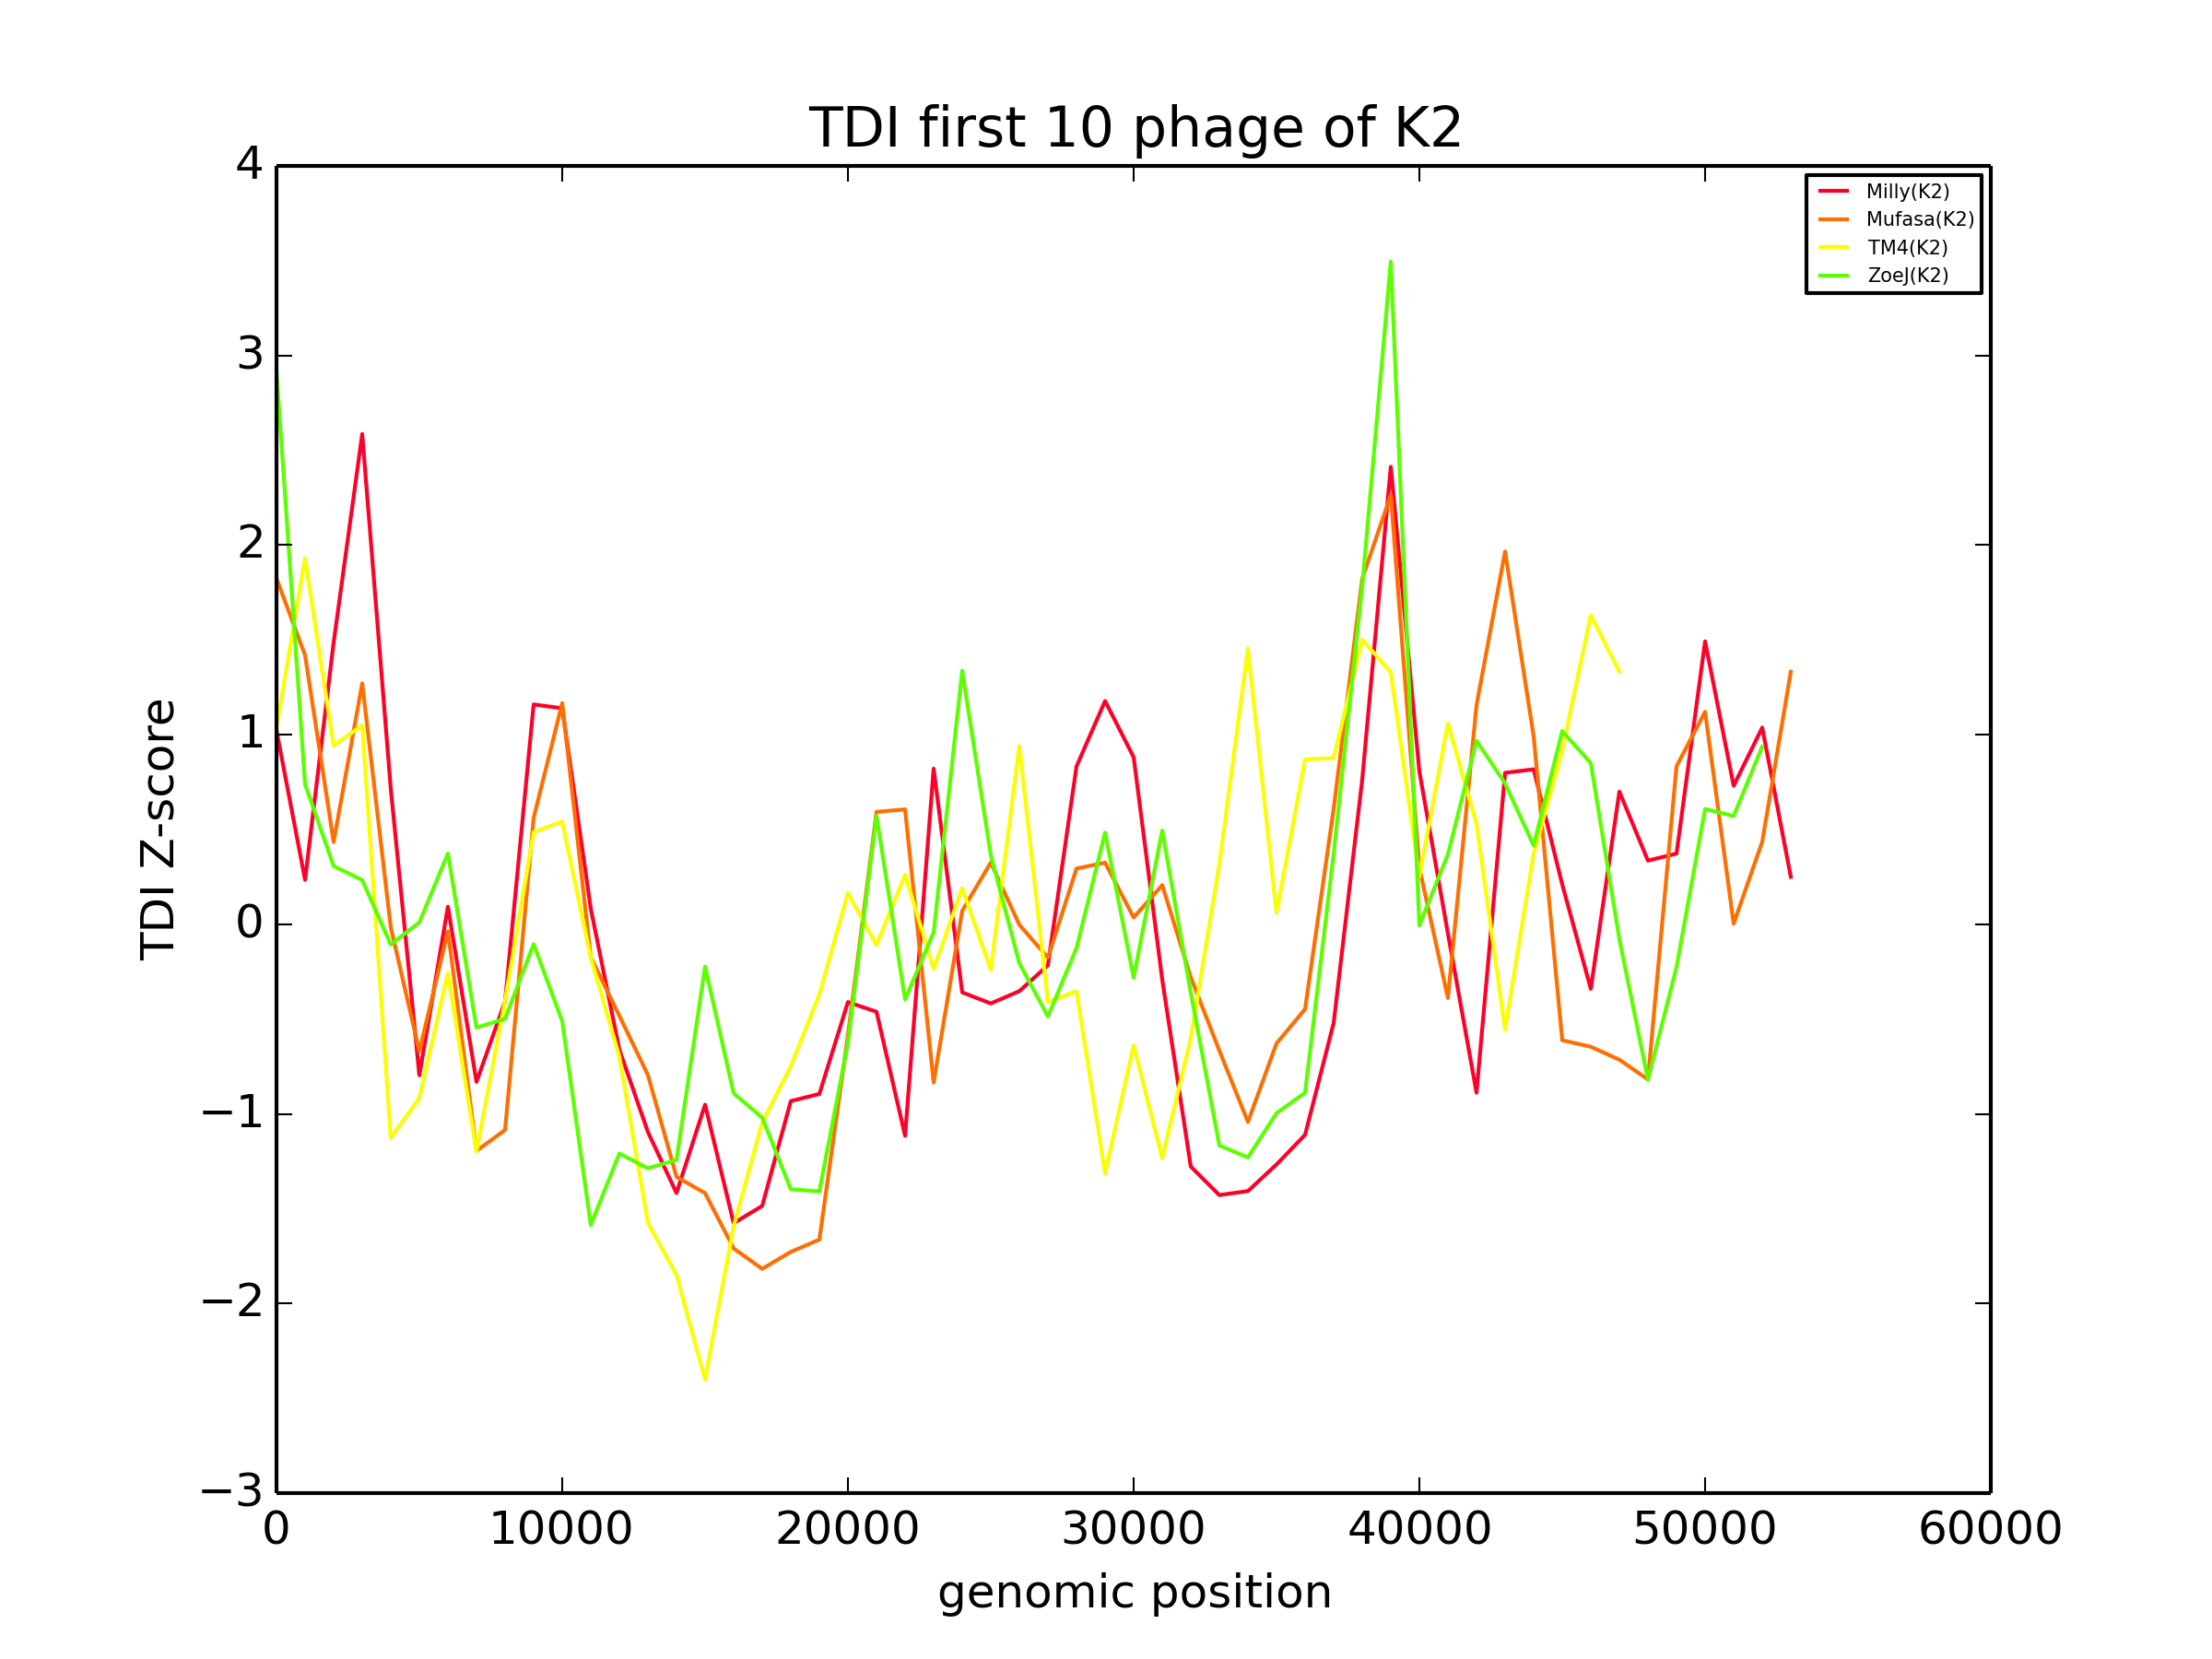 TDI first 10 phage of K2
4
3
2
1
0
−1
−2
−3
TDI Z-score
Milly(K2)
Mufasa(K2)
TM4(K2)
ZoeJ(K2)
0 10000 20000 30000 40000 50000 60000
genomic position